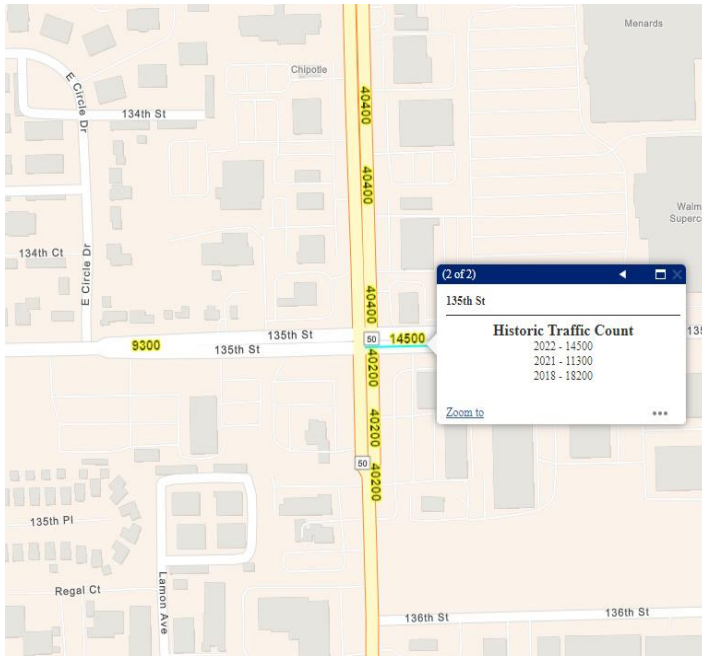 Menards
Chipotle
E Circle Dr
134th St
40400
40400
Walm
Superc
134th Ct
E Circle Dr
(2 of 2)
135th St
Historic Traffic Count
2022 - 14500
2021 - 11300
2018 - 18200
Zoom to
40400
135th St
50
14500
135
9300
135th St
40200
40200
50
40200
135th Pl
Regal Ct
Lamon Ave
136th St
136th St